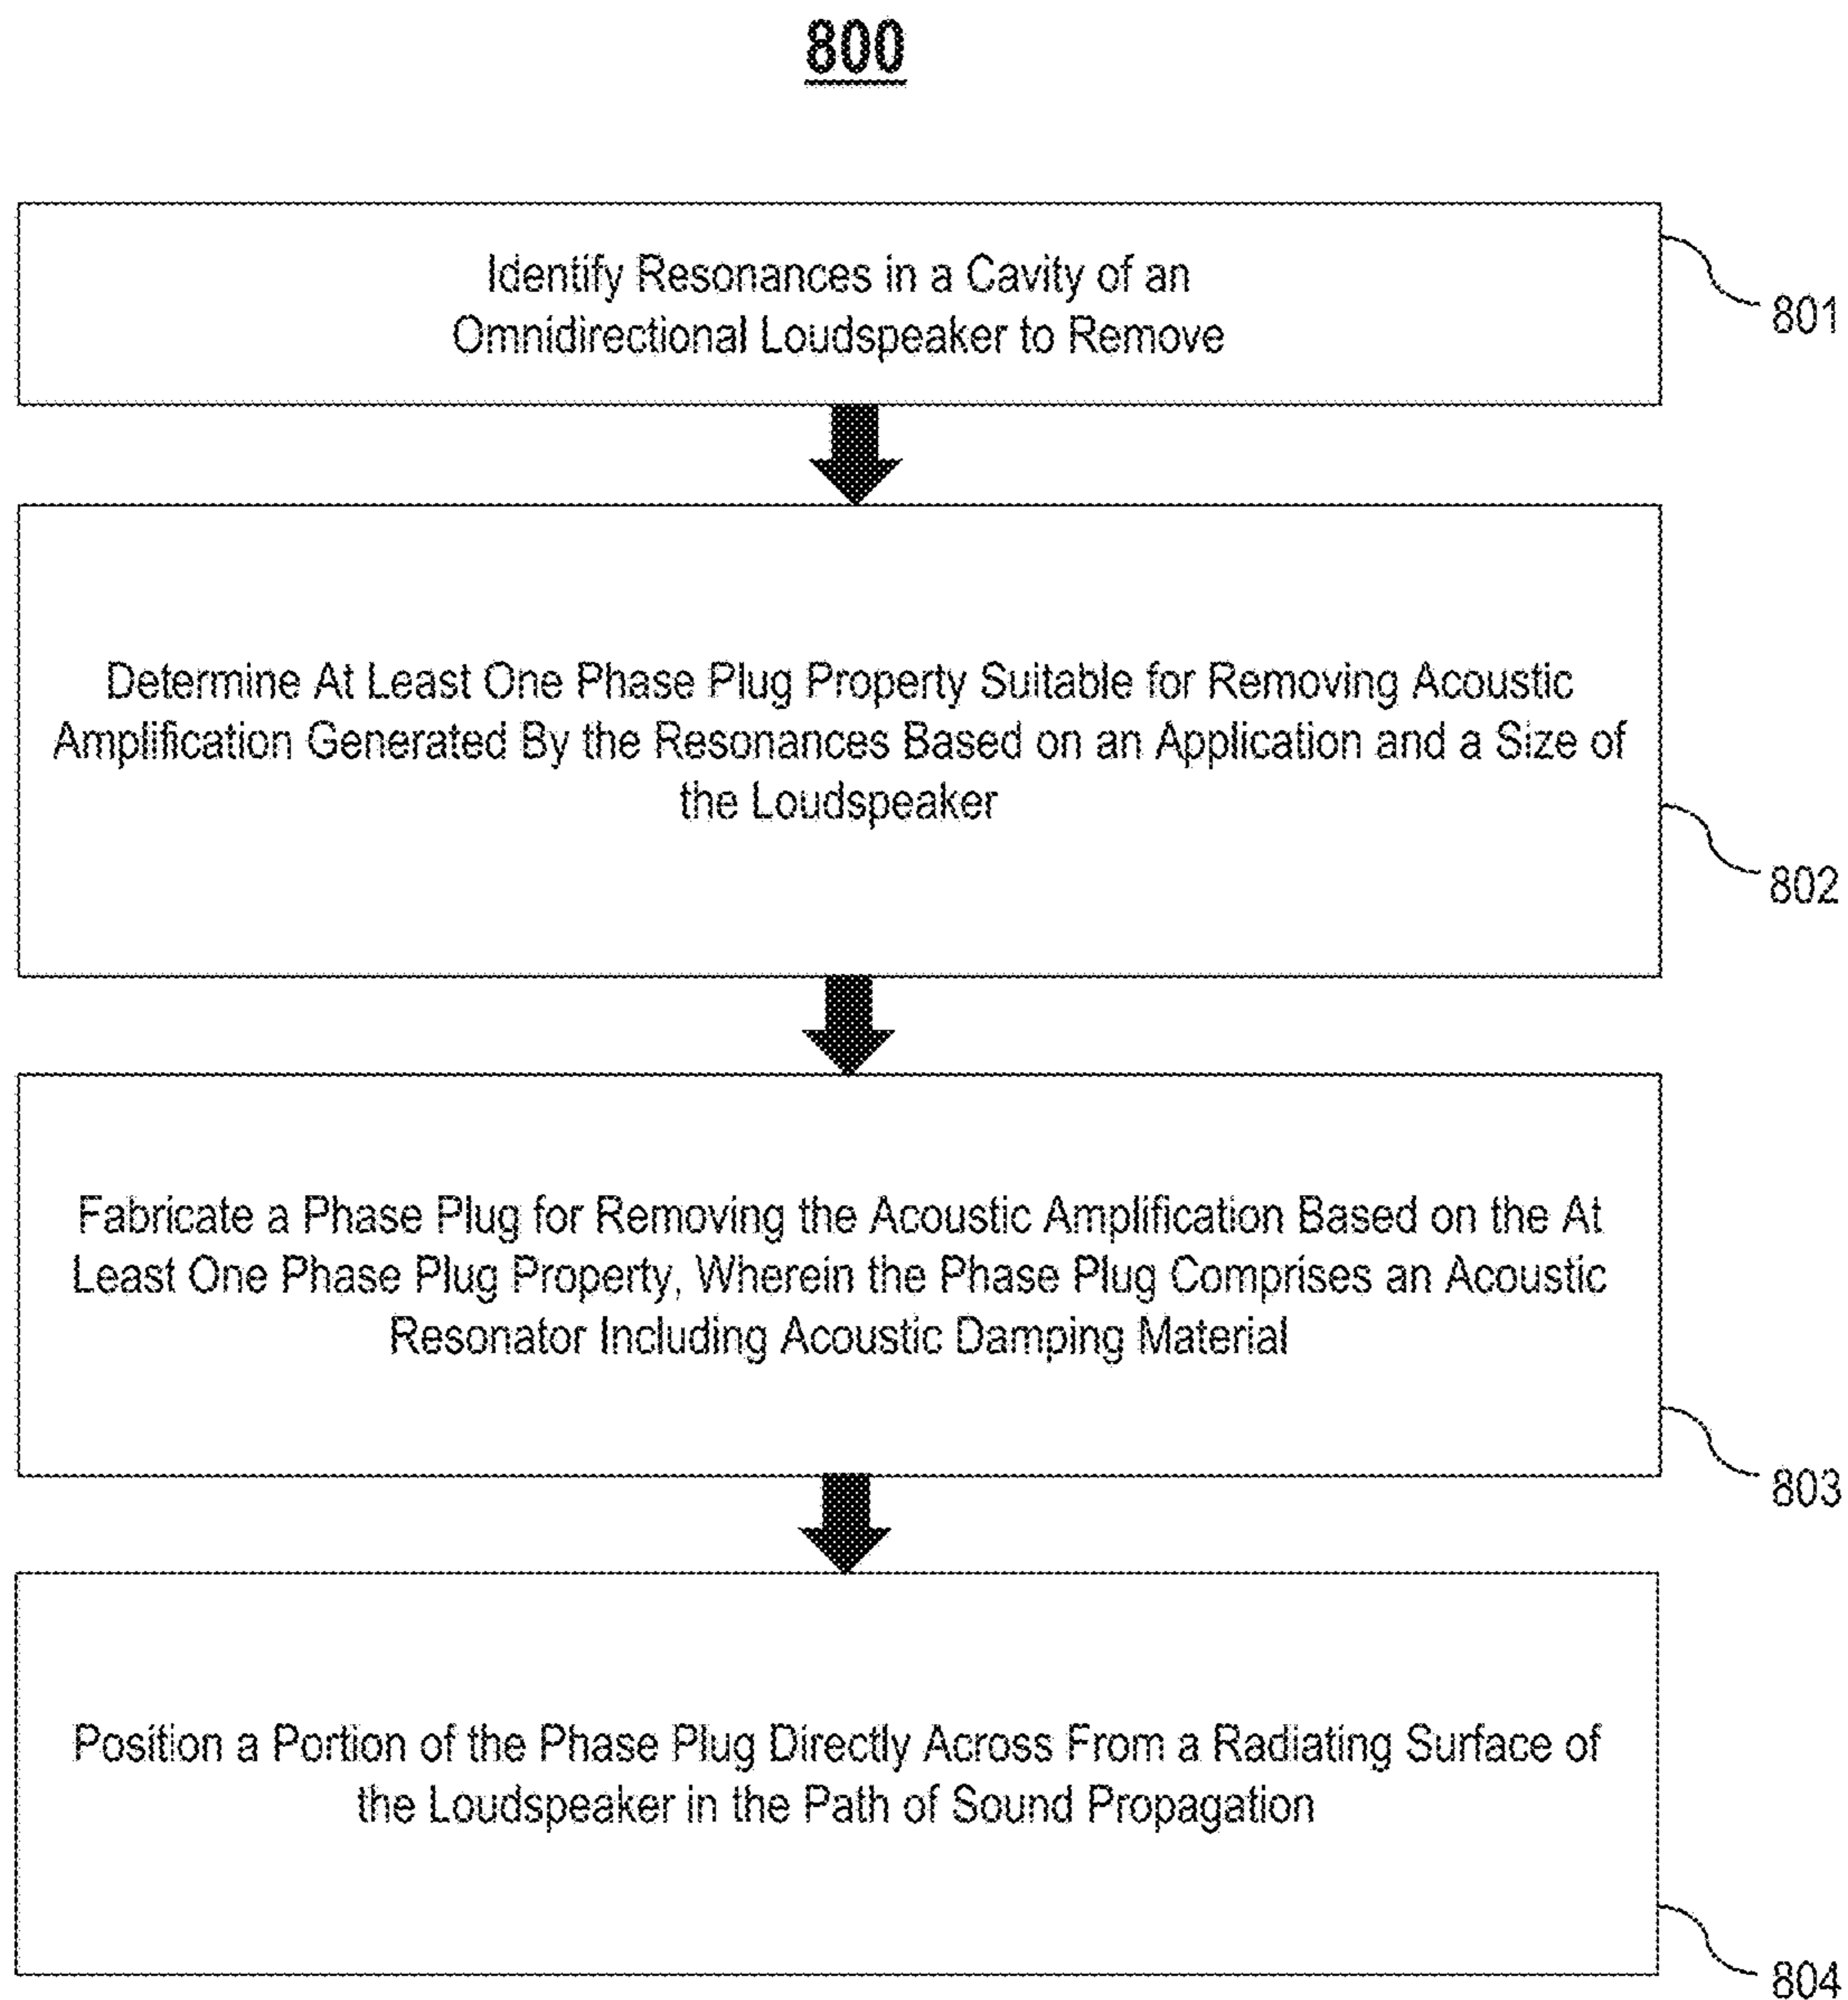 800
Identify Resonances in a Cavity of an
Omnidirectional Loudspeaker to Remove
801
Determine At Least One Phase Plug Property Suitable for Removing Acoustic
Amplification Generated By the Resonances Based on an Application and a Size of
the Loudspeaker
802
Fabricate a Phase Plug for Removing the Acoustic Amplification Based on the At
Least One Phase Plug Property, Wherein the Phase Plug Comprises an Acoustic
Resonator Including Acoustic Damping Material
803
Position a Portion of the Phase Plug Directly Across From a Radiating Surface of
the Loudspeaker in the Path of Sound Propagation
804